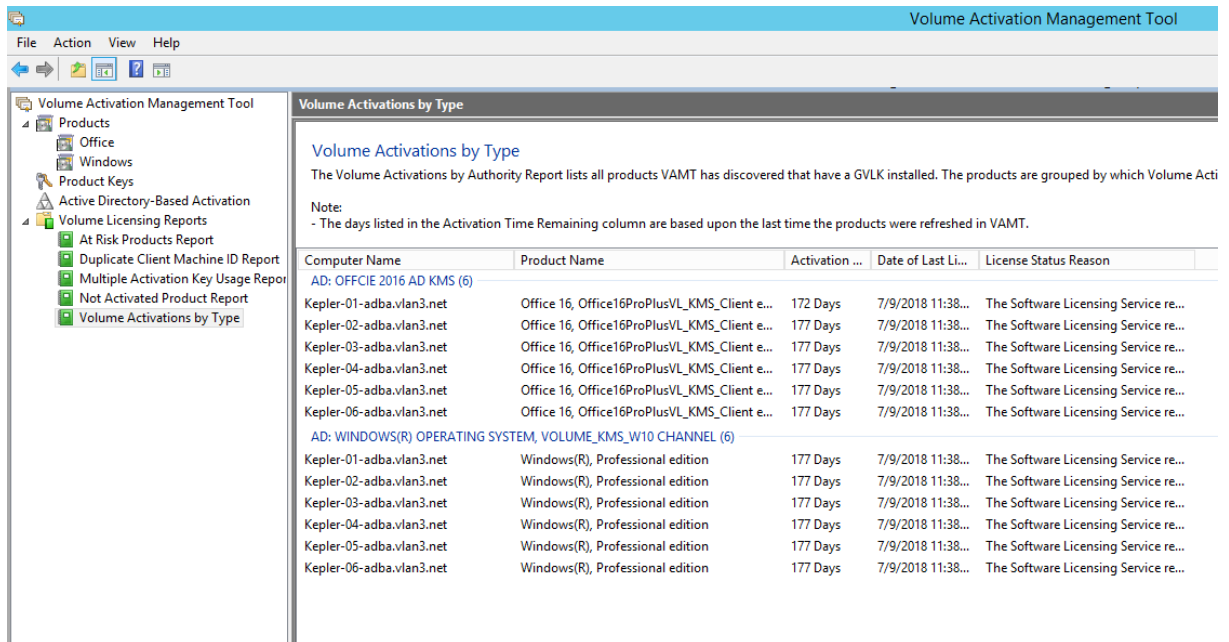 Volume Activation Management Tool
File Action View Help
Volume Activation Management Tool
Products
Office
Windows
Product Keys
Active Directory-Based Activation
Volume Licensing Reports
At Risk Products Report
Duplicate Client Machine ID Report
Multiple Activation Key Usage Repor
Not Activated Product Report
Volume Activations by Type
Volume Activations by Type
Volume Activations by Type
The Volume Activations by Authority Report lists all products VAMT has discovered that have a GVLK installed. The products are grouped by which Volume Acti
Note:
- The days listed in the Activation Time Remaining column are based upon the last time the products were refreshed in VAMT.
Computer Name Product Name Activation ... Date of Last Li... License Status Reason
AD: OFFCIE 2016 AD KMS (6)
Kepler-01-adba.vlan3.net Office 16, Office16ProPlusVL_KMS_Client e... 172 Days 7/9/2018 11:38... The Software Licensing Service re...
Kepler-02-adba.vlan3.net Office 16, Office16ProPlusVL_KMS_Client e... 177 Days 7/9/2018 11:38... The Software Licensing Service re...
Kepler-03-adba.vlan3.net Office 16, Office16ProPlusVL_KMS_Client e... 177 Days 7/9/2018 11:38... The Software Licensing Service re...
Kepler-04-adba.vlan3.net Office 16, Office16ProPlusVL_KMS_Client e... 177 Days 7/9/2018 11:38... The Software Licensing Service re...
Kepler-05-adba.vlan3.net Office 16, Office16ProPlusVL_KMS_Client e... 177 Days 7/9/2018 11:38... The Software Licensing Service re...
Kepler-06-adba.vlan3.net Office 16, Office16ProPlusVL_KMS_Client e... 177 Days 7/9/2018 11:38... The Software Licensing Service re...
AD: WINDOWS(R) OPERATING SYSTEM, VOLUME_KMS_W10 CHANNEL (6)
Kepler-01-adba.vlan3.net Windows(R), Professional edition 177 Days 7/9/2018 11:38... The Software Licensing Service re...
Kepler-02-adba.vlan3.net Windows(R), Professional edition 177 Days 7/9/2018 11:38... The Software Licensing Service re...
Kepler-03-adba.vlan3.net Windows(R), Professional edition 177 Days 7/9/2018 11:38... The Software Licensing Service re...
Kepler-04-adba.vlan3.net Windows(R), Professional edition 177 Days 7/9/2018 11:38... The Software Licensing Service re...
Kepler-05-adba.vlan3.net Windows(R), Professional edition 177 Days 7/9/2018 11:38... The Software Licensing Service re...
Kepler-06-adba.vlan3.net Windows(R), Professional edition 177 Days 7/9/2018 11:38... The Software Licensing Service re...